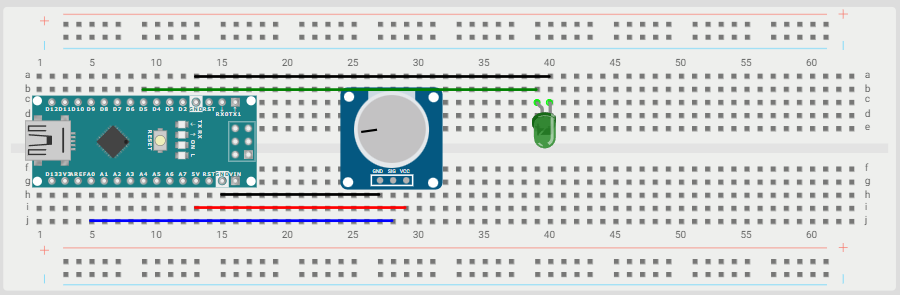 1 5 10 15 20 25 30 35 40 45 50 55 60
a a
b b
c c
D12 D11 D10 D9 D8 D7 D6 D5 D4 D3 D2 GND RST RX0 TX1
d d
e e
RESET
TX RX ON L
D13 3V3 AREF A0 A1 A2 A3 A4 A5 A6 A7 5V RST GND VIN
GND SIG VCC
f f
g g
h h
i i
j j
1 5 10 15 20 25 30 35 40 45 50 55 60